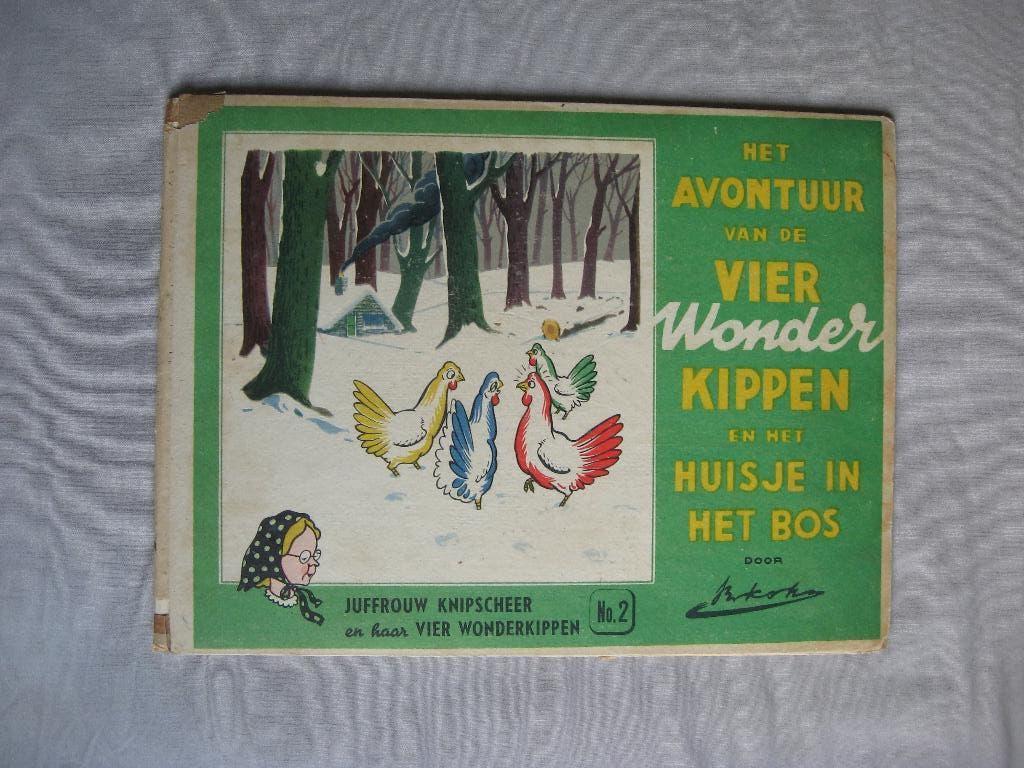 HET
AVONTUUR
VAN DE
VIER
Wonder
KIPPEN
EN HET
HUISJE IN
HET BOS
DOOR
JUFFROUW KNIPSCHEER
en haar VIER WONDERKIPPEN
No. 2